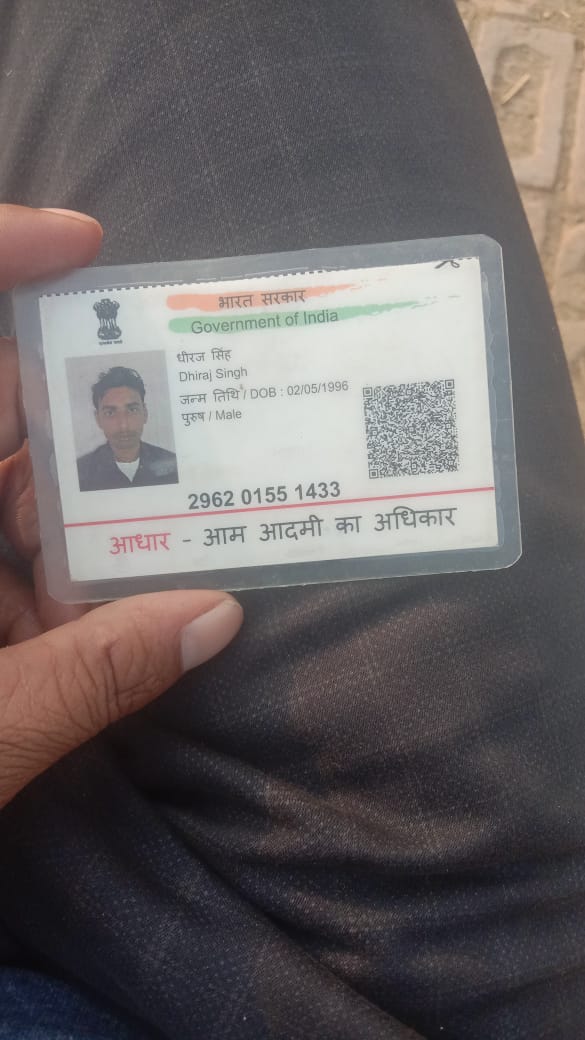 भारत सरकार
Government of India
धीरज सिंह
Dhiraj Singh
जन्म तिथि / DOB : 02/05/1996
पुरुष / Male
2962 0155 1433
आधार - आम आदमी का अधिकार